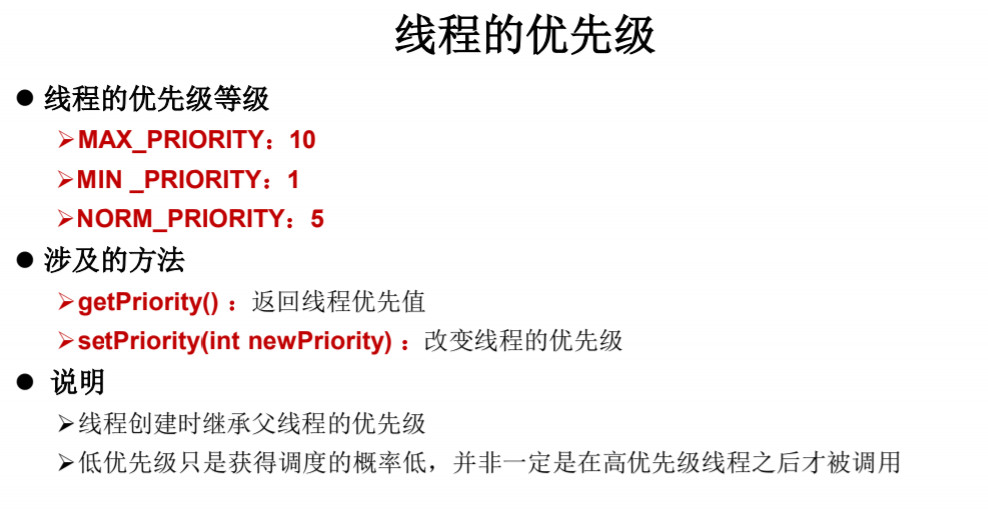 线程的优先级
● 线程的优先级等级
➢MAX_PRIORITY：10
➢MIN _PRIORITY：1
➢NORM_PRIORITY：5
● 涉及的方法
➢getPriority() ：返回线程优先值
➢setPriority(int newPriority) ：改变线程的优先级
● 说明
➢线程创建时继承父线程的优先级
➢低优先级只是获得调度的概率低，并非一定是在高优先级线程之后才被调用